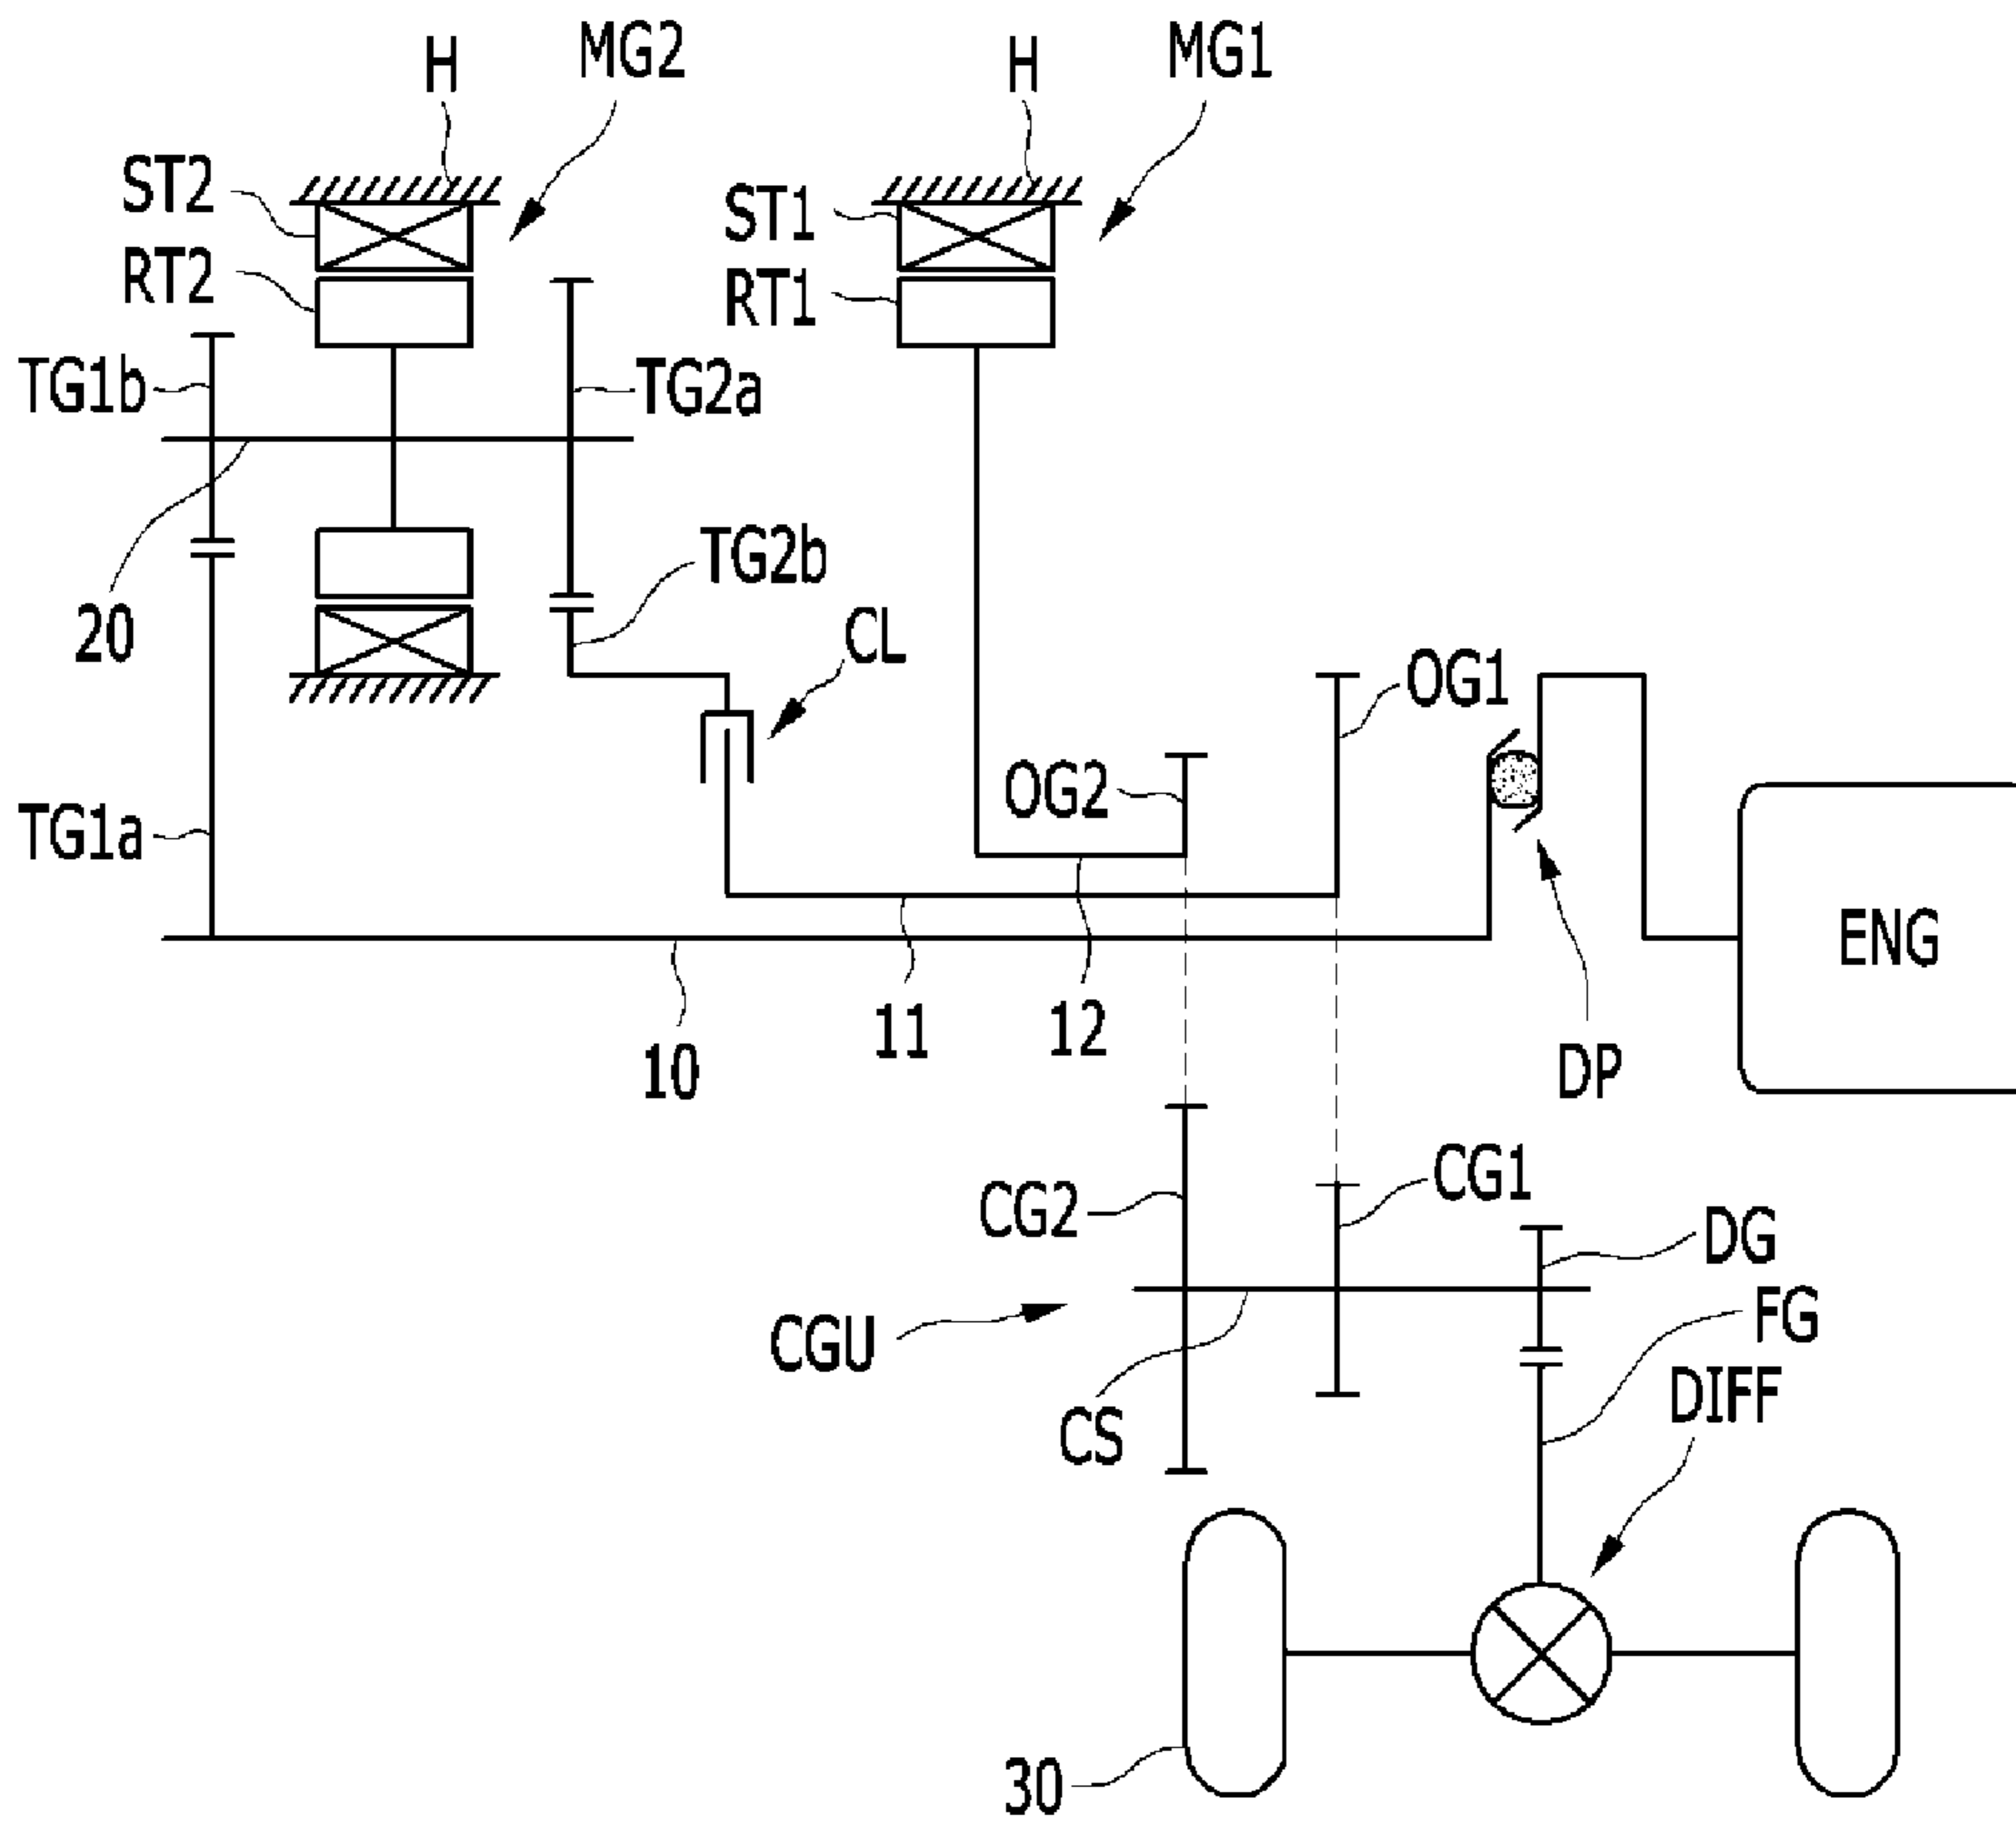 H
MG2
H
MG1
ST2
ST1
RT2
RT1
TG1b
TG2a
TG2b
20
CL
OG1
OG2
TG1a
ENG
11
12
10
DP
CG2
CG1
DG
FG
CGU
DIFF
CS
30